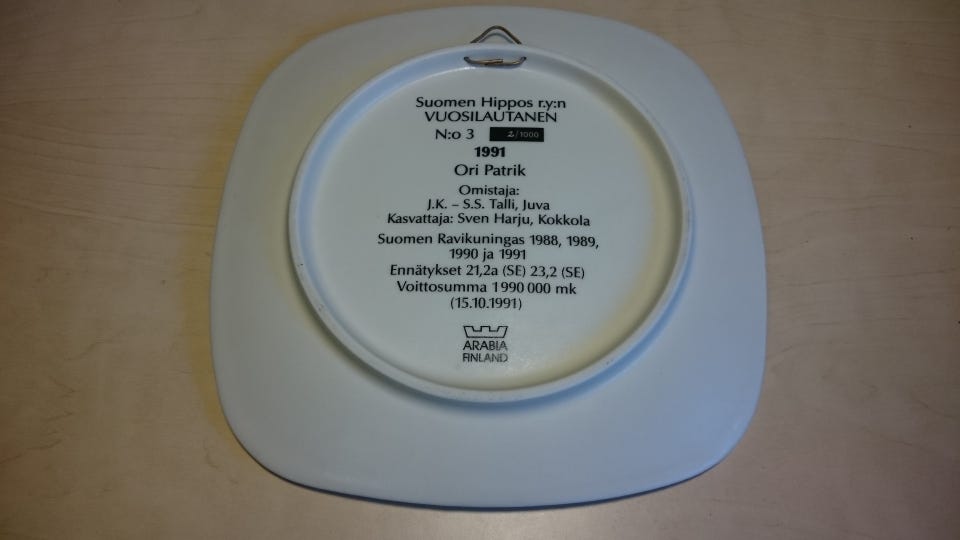 Suomen Hippos r.y:n
VUOSILAUTANEN
N:o 3 2/1000
1991
Ori Patrik
Omistaja:
J.K. – S.S. Talli, Juva
Kasvattaja: Sven Harju, Kokkola
Suomen Ravikuningas 1988, 1989,
1990 ja 1991
Ennätykset 21,2a (SE) 23,2 (SE)
Voittosumma 1 990 000 mk
(15.10.1991)
ARABIA
FINLAND